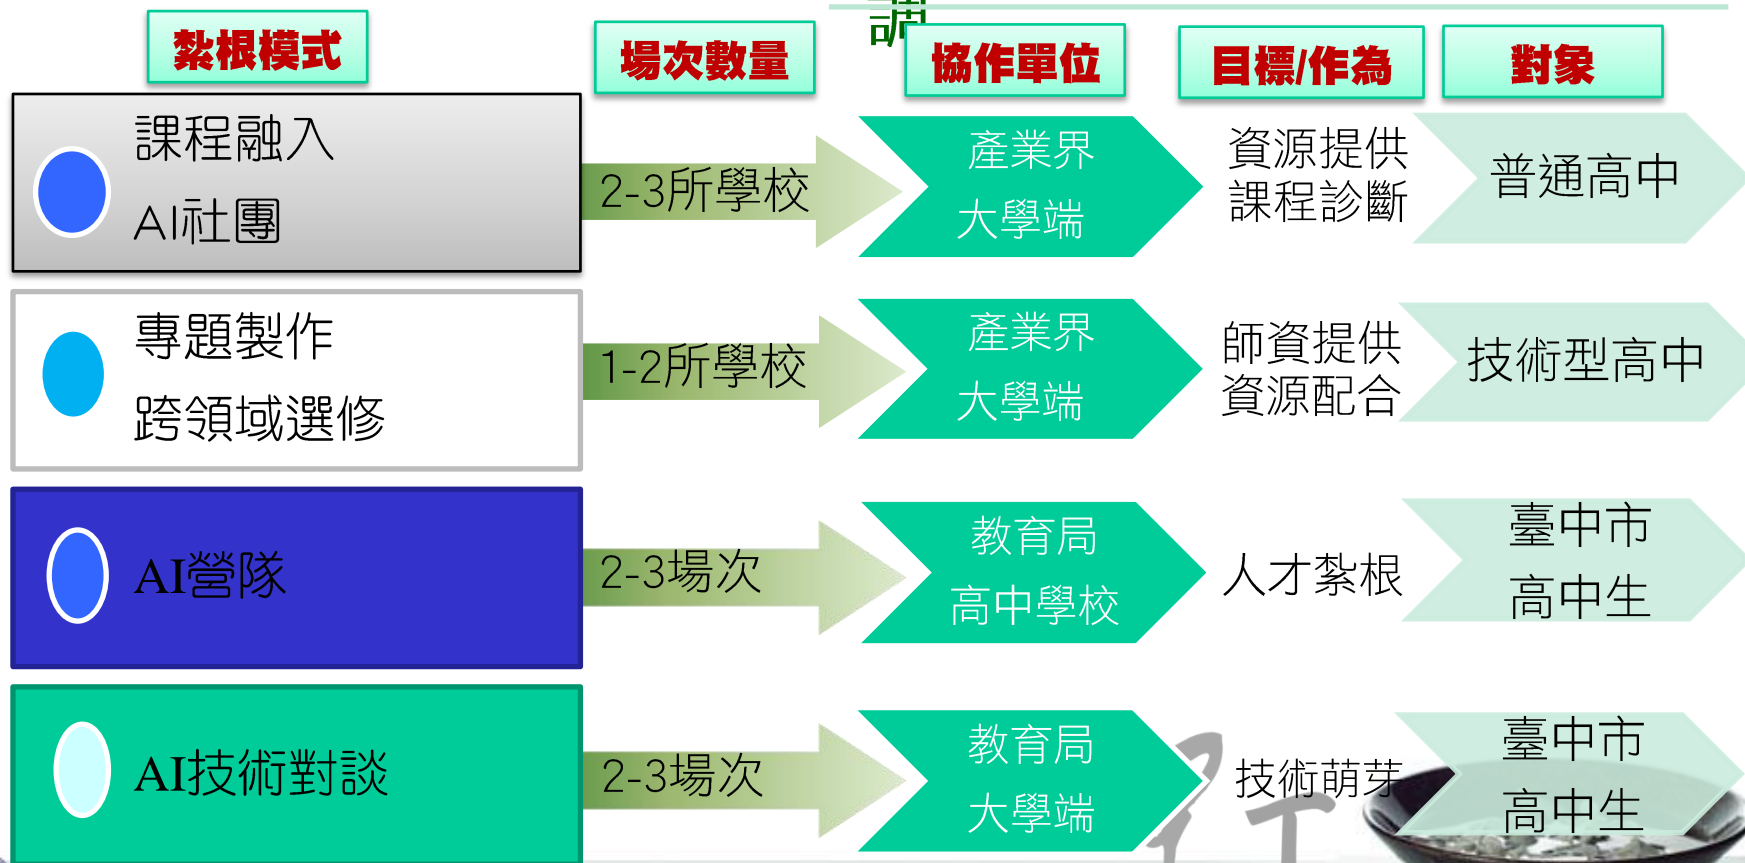 調
紮根模式
場次數量
協作單位
目標/作為
對象
課程融入
AI社團
2-3所學校
產業界
大學端
資源提供
課程診斷
普通高中
專題製作
跨領域選修
1-2所學校
產業界
大學端
師資提供
資源配合
技術型高中
AI營隊
2-3場次
教育局
高中學校
人才紮根
臺中市
高中生
AI技術對談
2-3場次
教育局
大學端
技術萌芽
臺中市
高中生